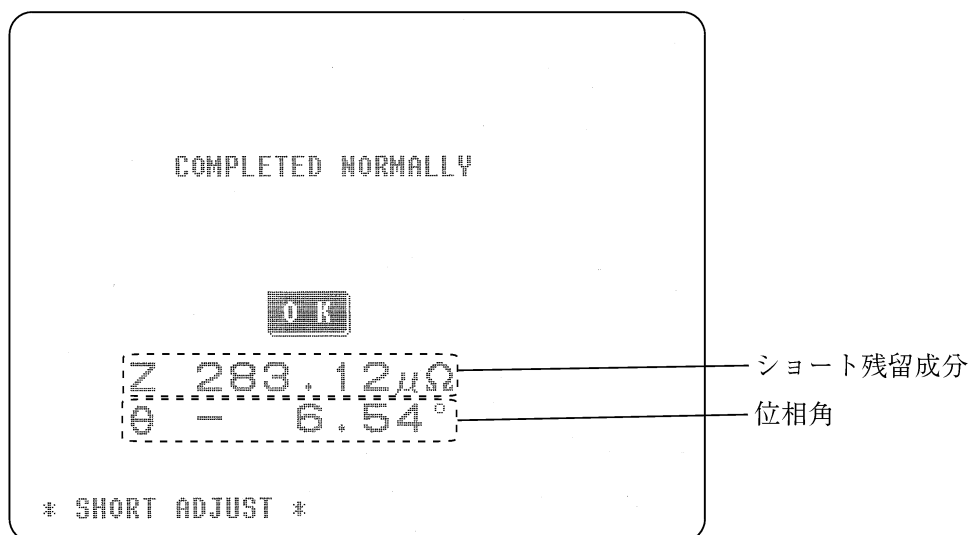 COMPLETED NORMALLY
OK
Z 283.12μΩ
ショート残留成分
θ - 6.54°
位相角
* SHORT ADJUST *